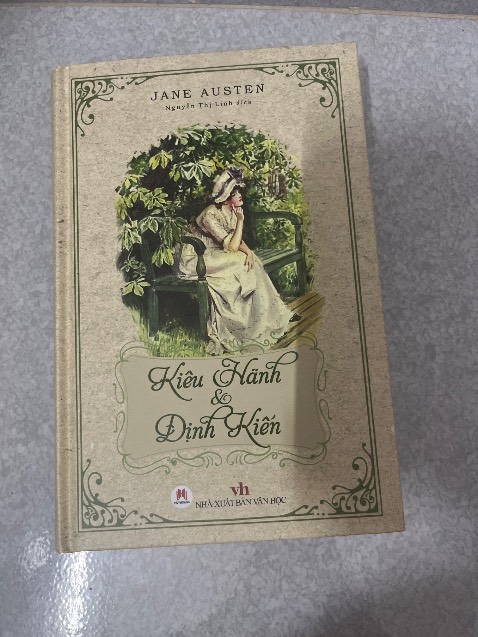 JANE AUSTEN
Nguyễn Thị Linh dịch
Kiêu Hãnh
&
Định Kiến
vh
NHÀ XUẤT BẢN VĂN HỌC